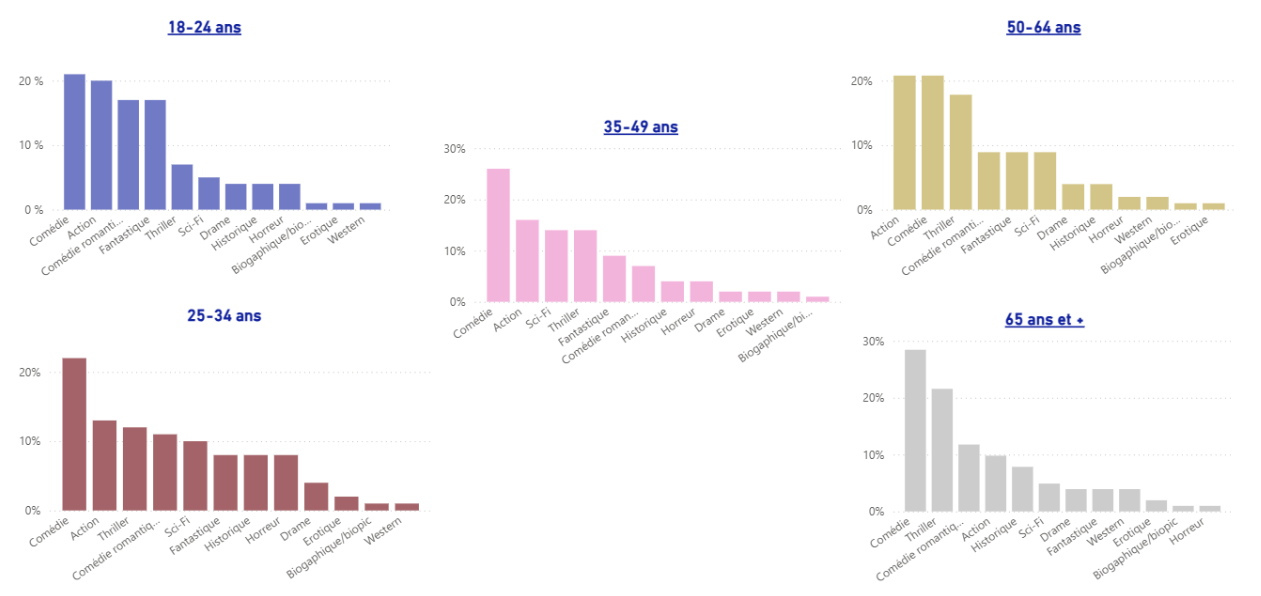 18-24 ans
20 %
10 %
0 %
Comédie
Action
Comédie romanti...
Fantastique
Thriller
Sci-Fi
Drame
Historique
Horreur
Biogaphique/bio...
Erotique
Western
25-34 ans
20%
10%
0%
Comédie
Action
Thriller
Comédie romantiq...
Sci-Fi
Fantastique
Historique
Horreur
Drame
Erotique
Biogaphique/biopic
Western
35-49 ans
30%
20%
10%
0%
Comédie
Action
Sci-Fi
Thriller
Fantastique
Comédie roman...
Historique
Horreur
Drame
Erotique
Western
Biogaphique/bi...
50-64 ans
20%
10%
0%
Action
Comédie
Thriller
Comédie romanti...
Fantastique
Sci-Fi
Drame
Historique
Horreur
Western
Biogaphique/bio...
Erotique
65 ans et +
30%
20%
10%
0%
Comédie
Thriller
Comédie romantiq...
Action
Historique
Sci-Fi
Drame
Fantastique
Western
Erotique
Biogaphique/biopic
Horreur